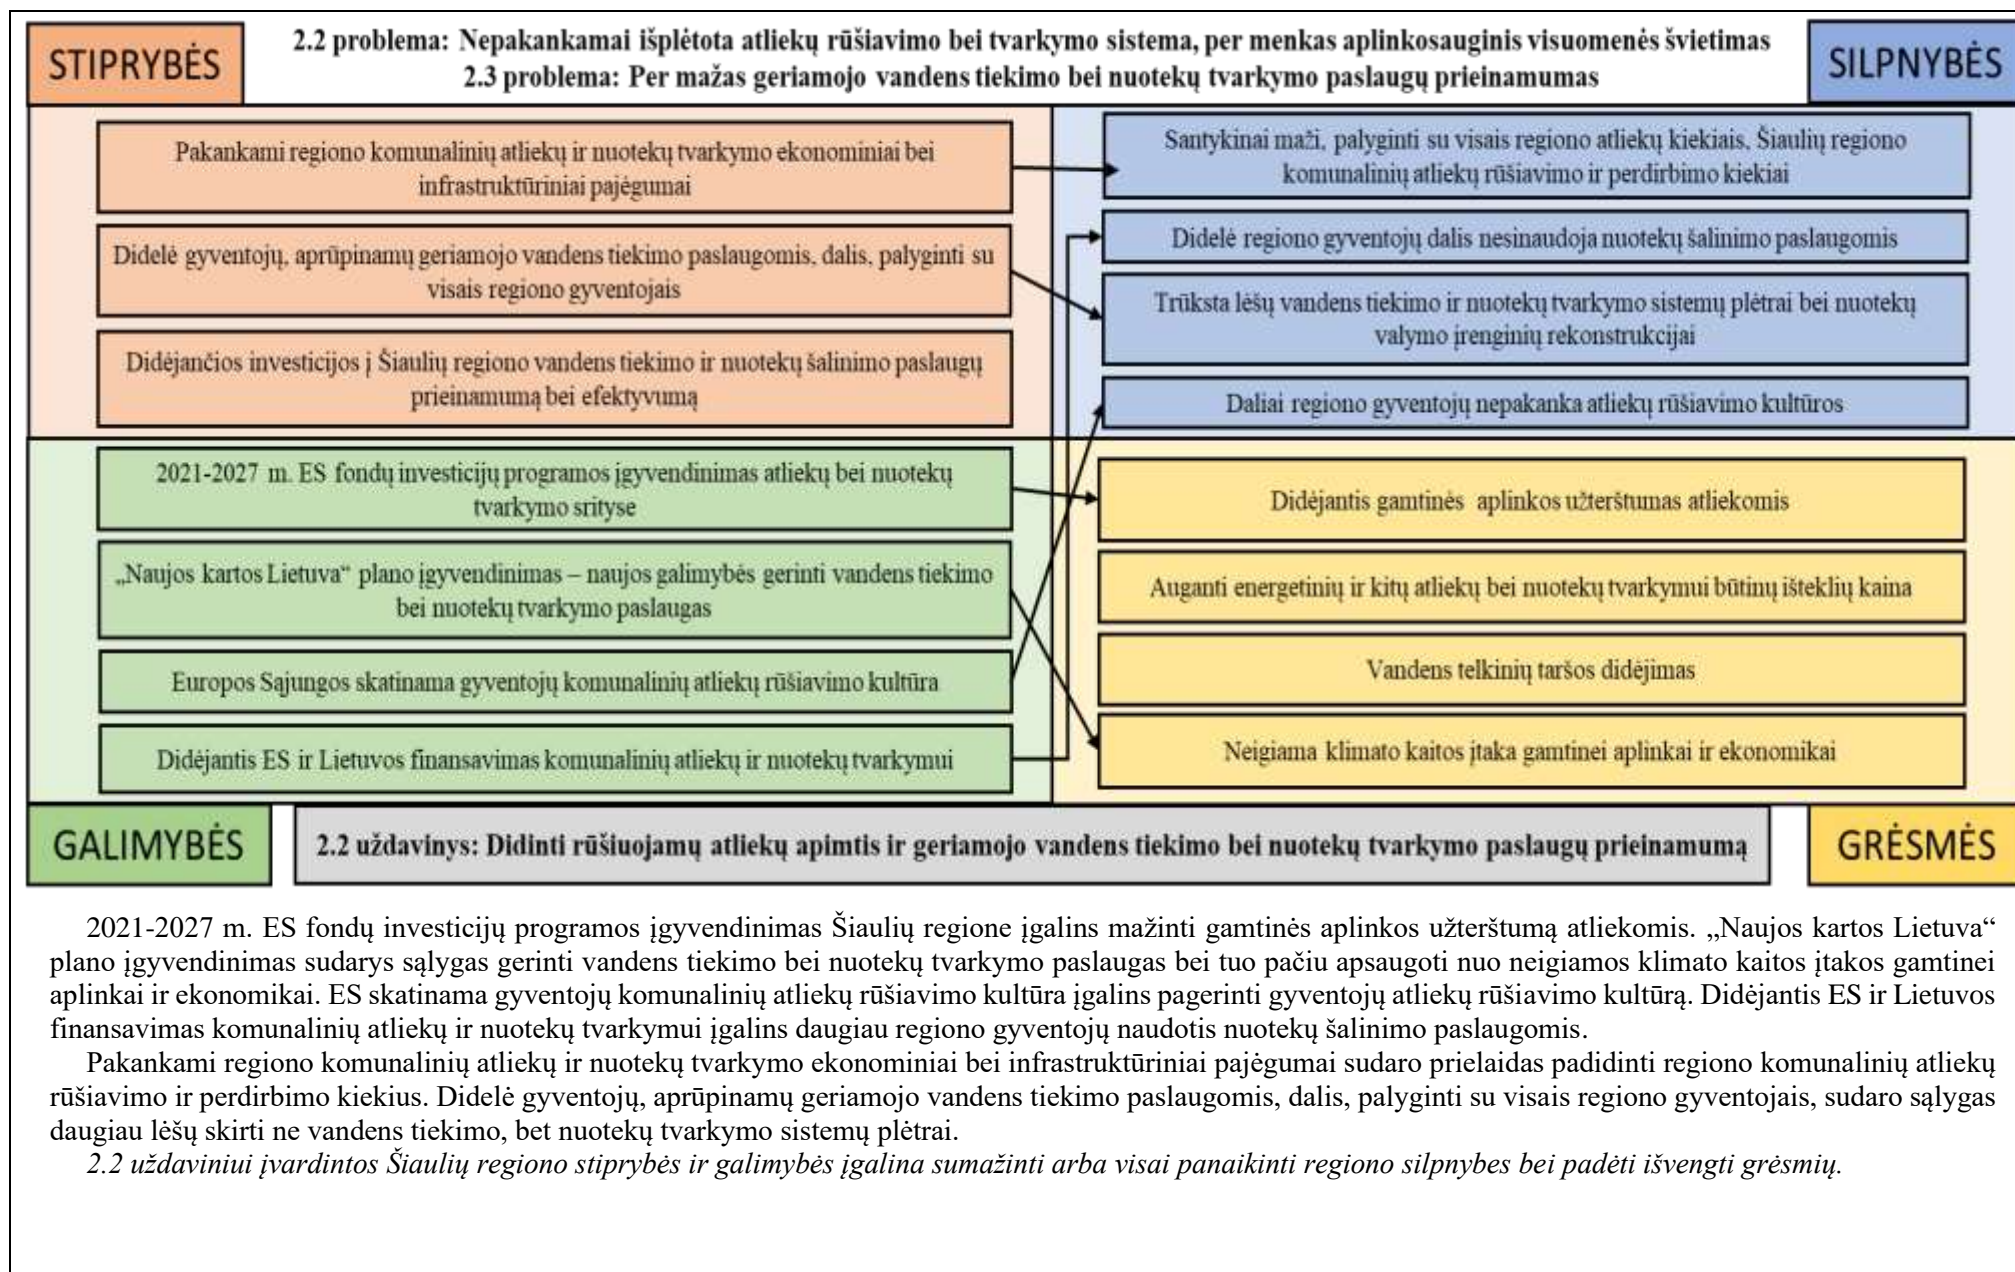 STIPRYBĖS
2.2 problema: Nepakankamai išplėtota atliekų rūšiavimo bei tvarkymo sistema, per menkas aplinkosauginis visuomenės švietimas
2.3 problema: Per mažas geriamojo vandens tiekimo bei nuotekų tvarkymo paslaugų prieinamumas
SILPNYBĖS
Pakankami regiono komunalinių atliekų ir nuotekų tvarkymo ekonominiai bei
infrastruktūriniai pajėgumai
Didelė gyventojų, aprūpinamų geriamojo vandens tiekimo paslaugomis, dalis, palyginti su
visais regiono gyventojais
Didėjančios investicijos į Šiaulių regiono vandens tiekimo ir nuotekų šalinimo paslaugų
prieinamumą bei efektyvumą
Santykinai maži, palyginti su visais regiono atliekų kiekiais, Šiaulių regiono
komunalinių atliekų rūšiavimo ir perdirbimo kiekiai
Didelė regiono gyventojų dalis nesinaudoja nuotekų šalinimo paslaugomis
Trūksta lėšų vandens tiekimo ir nuotekų tvarkymo sistemų plėtrai bei nuotekų
valymo įrenginių rekonstrukcijai
Daliai regiono gyventojų nepakanka atliekų rūšiavimo kultūros
2021-2027 m. ES fondų investicijų programos įgyvendinimas atliekų bei nuotekų
tvarkymo srityse
„Naujos kartos Lietuva“ plano įgyvendinimas – naujos galimybės gerinti vandens tiekimo
bei nuotekų tvarkymo paslaugas
Europos Sąjungos skatinama gyventojų komunalinių atliekų rūšiavimo kultūra
Didėjantis ES ir Lietuvos finansavimas komunalinių atliekų ir nuotekų tvarkymui
Didėjantis gamtinės aplinkos užterštumas atliekomis
Auganti energetinių ir kitų atliekų bei nuotekų tvarkymui būtinų išteklių kaina
Vandens telkinių taršos didėjimas
Neigiama klimato kaitos įtaka gamtinei aplinkai ir ekonomikai
GALIMYBĖS
2.2 uždavinys: Didinti rūšiuojamų atliekų apimtis ir geriamojo vandens tiekimo bei nuotekų tvarkymo paslaugų prieinamumą
GRĖSMĖS
2021-2027 m. ES fondų investicijų programos įgyvendinimas Šiaulių regione įgalins mažinti gamtinės aplinkos užterštumą atliekomis. „Naujos kartos Lietuva“
plano įgyvendinimas sudarys sąlygas gerinti vandens tiekimo bei nuotekų tvarkymo paslaugas bei tuo pačiu apsaugoti nuo neigiamos klimato kaitos įtakos gamtinei
aplinkai ir ekonomikai. ES skatinama gyventojų komunalinių atliekų rūšiavimo kultūra įgalins pagerinti gyventojų atliekų rūšiavimo kultūrą. Didėjantis ES ir Lietuvos
finansavimas komunalinių atliekų ir nuotekų tvarkymui įgalins daugiau regiono gyventojų naudotis nuotekų šalinimo paslaugomis.
Pakankami regiono komunalinių atliekų ir nuotekų tvarkymo ekonominiai bei infrastruktūriniai pajėgumai sudaro prielaidas padidinti regiono komunalinių atliekų
rūšiavimo ir perdirbimo kiekius. Didelė gyventojų, aprūpinamų geriamojo vandens tiekimo paslaugomis, dalis, palyginti su visais regiono gyventojais, sudaro sąlygas
daugiau lėšų skirti ne vandens tiekimo, bet nuotekų tvarkymo sistemų plėtrai.
2.2 uždaviniui įvardintos Šiaulių regiono stiprybės ir galimybės įgalina sumažinti arba visai panaikinti regiono silpnybes bei padėti išvengti grėsmių.